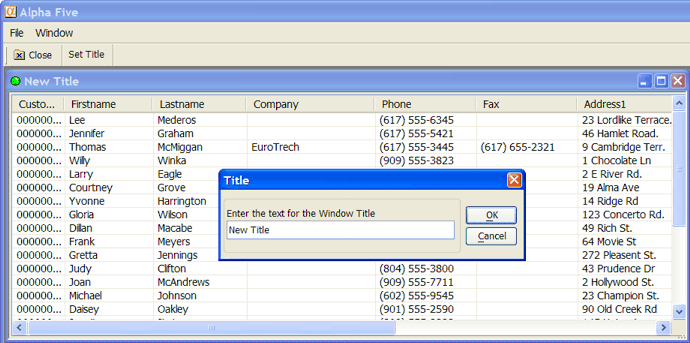 Alpha Five
File Window
Close Set Title
New Title
Custo... Firstname Lastname Company Phone Fax Address1
000000... Lee Mederos (617) 555-6345 23 Lordlike Terrace.
000000... Jennifer Graham (617) 555-5421 46 Hamlet Road.
000000... Thomas McMiggan EuroTrech (617) 555-3445 (617) 655-2321 9 Cambridge Terr.
000000... Willy Winka (909) 555-3823 1 Chocolate Ln
000000... Larry Eagle 2 E River Rd.
000000... Courtney Grove 19 Alma Ave
000000... Yvonne Harrington 14 Ridge Rd
000000... Gloria Wilson 123 Concerto Rd.
000000... Dillan Macabe 49 Rich St.
000000... Frank Meyers 64 Movie St
000000... Gretta Jennings 272 Pleasent St.
000000... Judy Clifton (804) 555-3800 43 Prudence Dr
000000... Joan McAndrews (909) 555-7711 2 Hollywood St.
000000... Michael Johnson (602) 555-9545 23 Champion St.
000000... Daisey Oakley (901) 555-2590 90 Old Creek Rd
Title
Enter the text for the Window Title
New Title
OK
Cancel